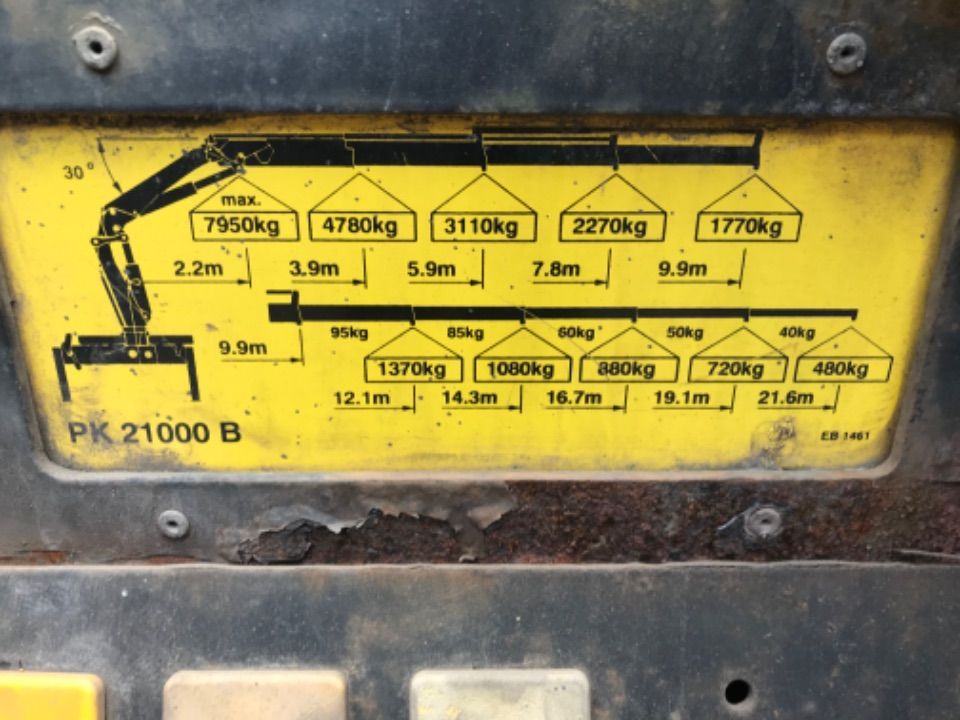 30°
max.
7950kg 4780kg 3110kg 2270kg 1770kg
2.2m 3.9m 5.9m 7.8m 9.9m
95kg 85kg 60kg 50kg 40kg
9.9m
1370kg 1080kg 880kg 720kg 480kg
12.1m 14.3m 16.7m 19.1m 21.6m
PK 21000 B
EB 1461